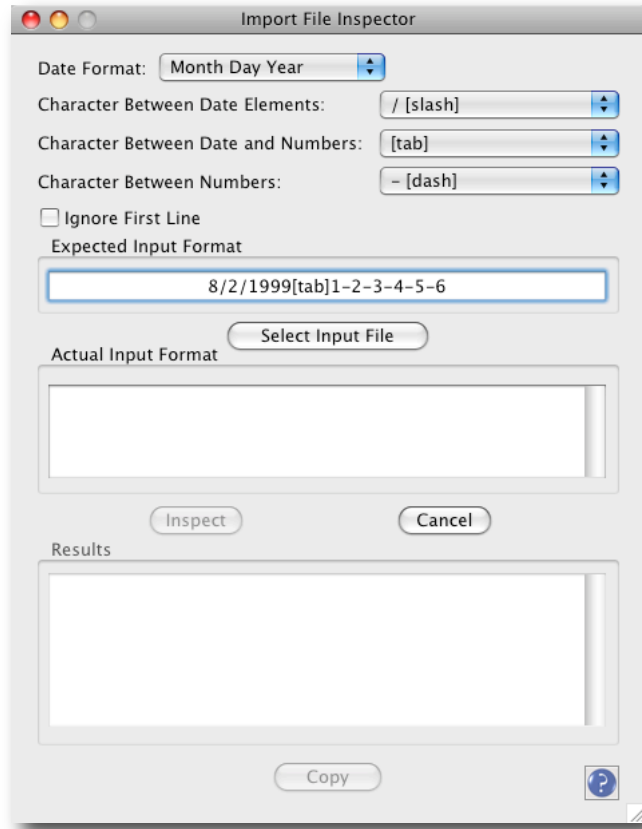 Import File Inspector
Date Format: Month Day Year
Character Between Date Elements: / [slash]
Character Between Date and Numbers: [tab]
Character Between Numbers: - [dash]
Ignore First Line
Expected Input Format
8/2/1999[tab]1-2-3-4-5-6
Select Input File
Actual Input Format
Inspect Cancel
Results
Copy ?